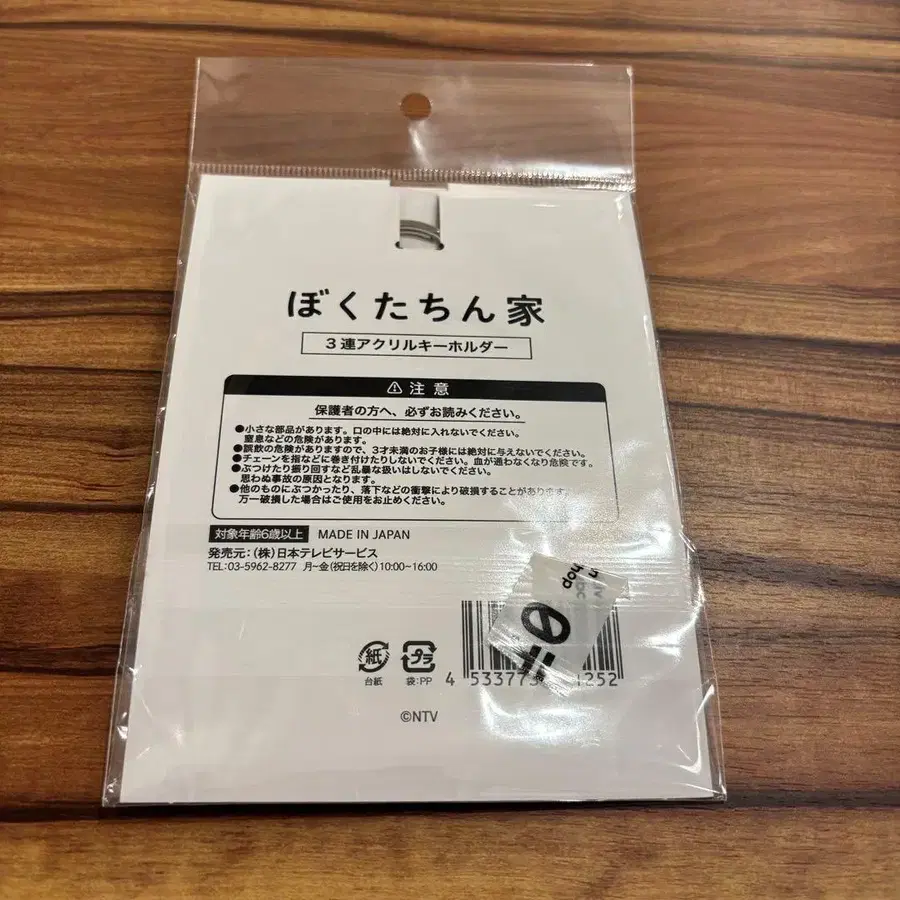 ぼくたちん家
3連アクリルキーホルダー
⚠注意
保護者の方へ、必ずお読みください。
●小さな部品があります。口の中には絶対に入れないでください。
窒息などの危険があります。
●誤飲の危険がありますので、3才未満のお子様には絶対に与えないでください。
●チェーンを指などに巻き付けたりしないでください。血が通わなくなり危険です。
●ぶつけたり振り回すなど乱暴な扱いはしないでください。
思わぬ事故の原因となります。
●他のものにぶつかったり、落下などの衝撃により破損することがあります。
万一破損した場合はご使用をお止めください。
対象年齢6歳以上 MADE IN JAPAN
発売元:(株)日本テレビサービス
TEL:03-5962-8277 月~金(祝日を除く)10:00~16:00
紙
台紙
プラ
袋:PP
4 533773 1252
©NTV